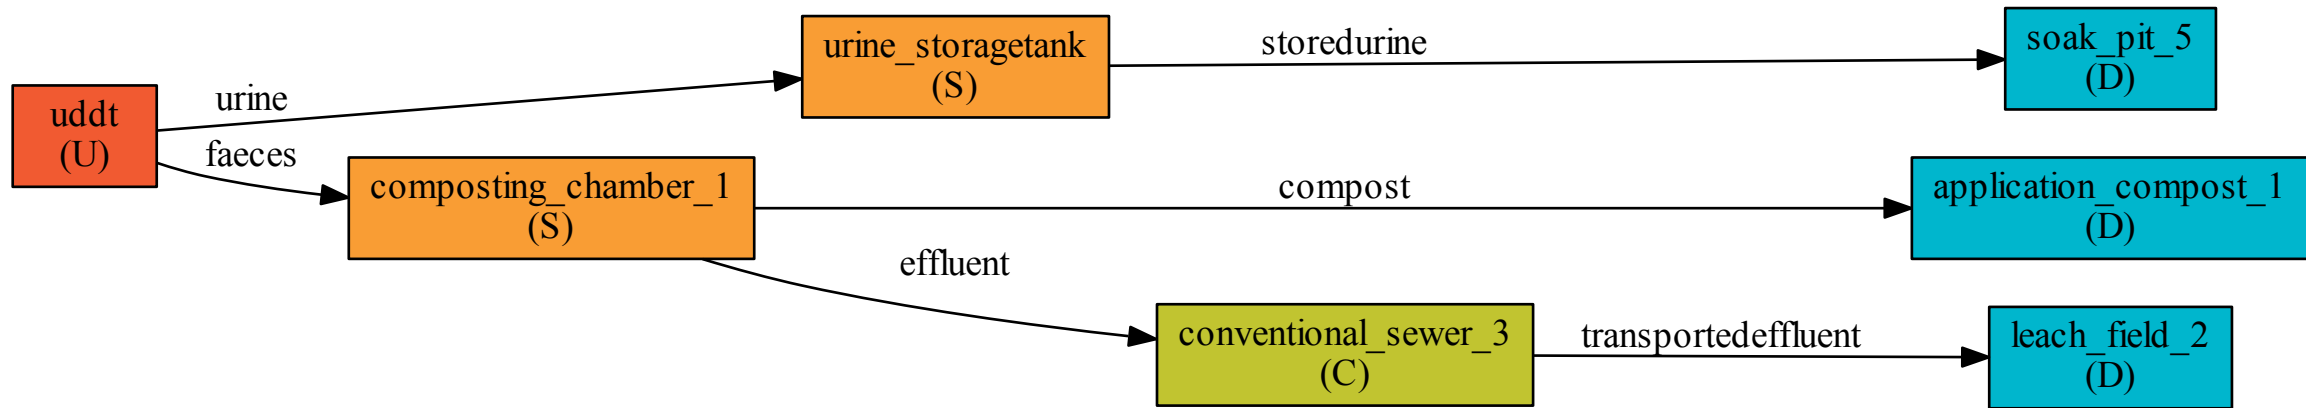 uddt
(U)
urine
faeces
urine_storagetank
(S)
storedurine
soak_pit_5
(D)
composting_chamber_1
(S)
compost
application_compost_1
(D)
effluent
conventional_sewer_3
(C)
transportedeffluent
leach_field_2
(D)